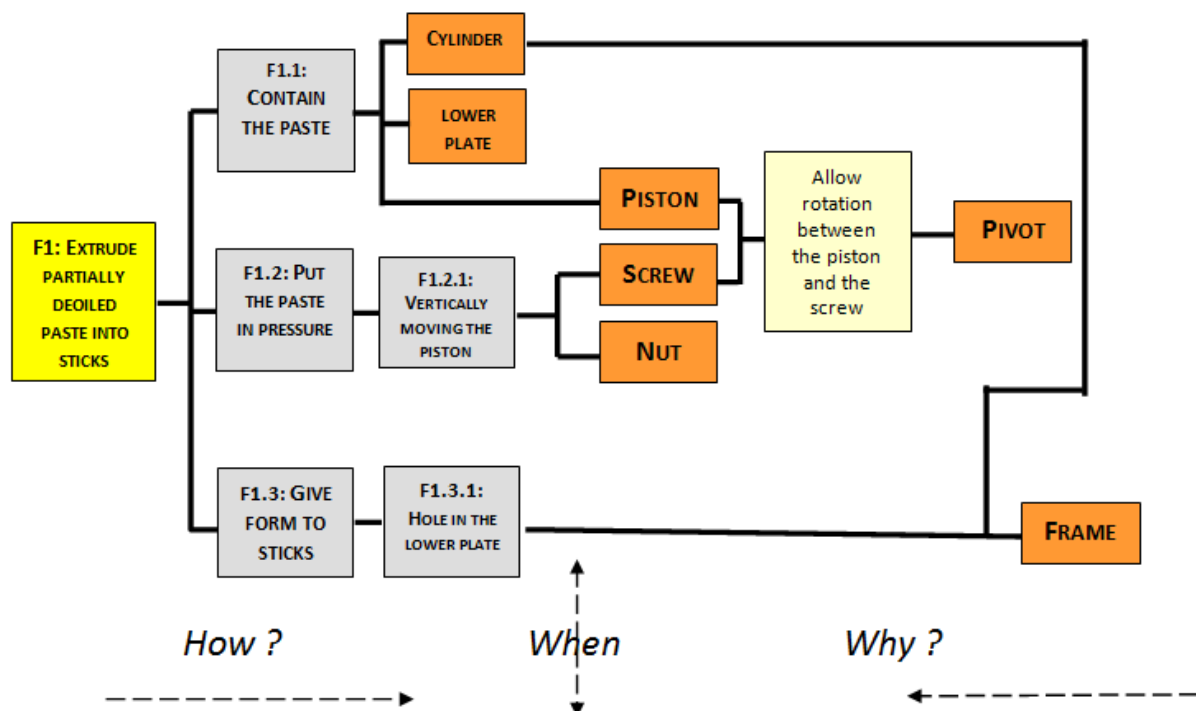 CYLINDER
F1.1:
CONTAIN
THE PASTE
LOWER
PLATE
Allow
rotation
between
the piston
and the
screw
PISTON
PIVOT
F1: EXTRUDE
PARTIALLY
DEOILED
PASTE INTO
STICKS
F1.2: PUT
THE PASTE
IN PRESSURE
F1.2.1:
VERTICALLY
MOVING THE
PISTON
SCREW
NUT
F1.3: GIVE
FORM TO
STICKS
F1.3.1:
HOLE IN THE
LOWER PLATE
FRAME
How ?
When
Why ?